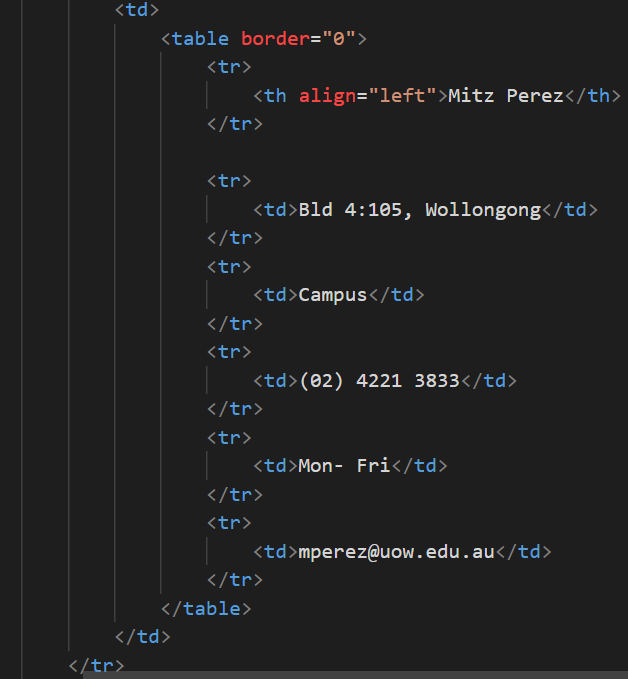 <td>
<table border="0">
<tr>
<th align="left">Mitz Perez</th>
</tr>
<tr>
<td>Bld 4:105, Wollongong</td>
</tr>
<tr>
<td>Campus</td>
</tr>
<tr>
<td>(02) 4221 3833</td>
</tr>
<tr>
<td>Mon- Fri</td>
</tr>
<tr>
<td>mperez@uow.edu.au</td>
</tr>
</table>
</td>
</tr>